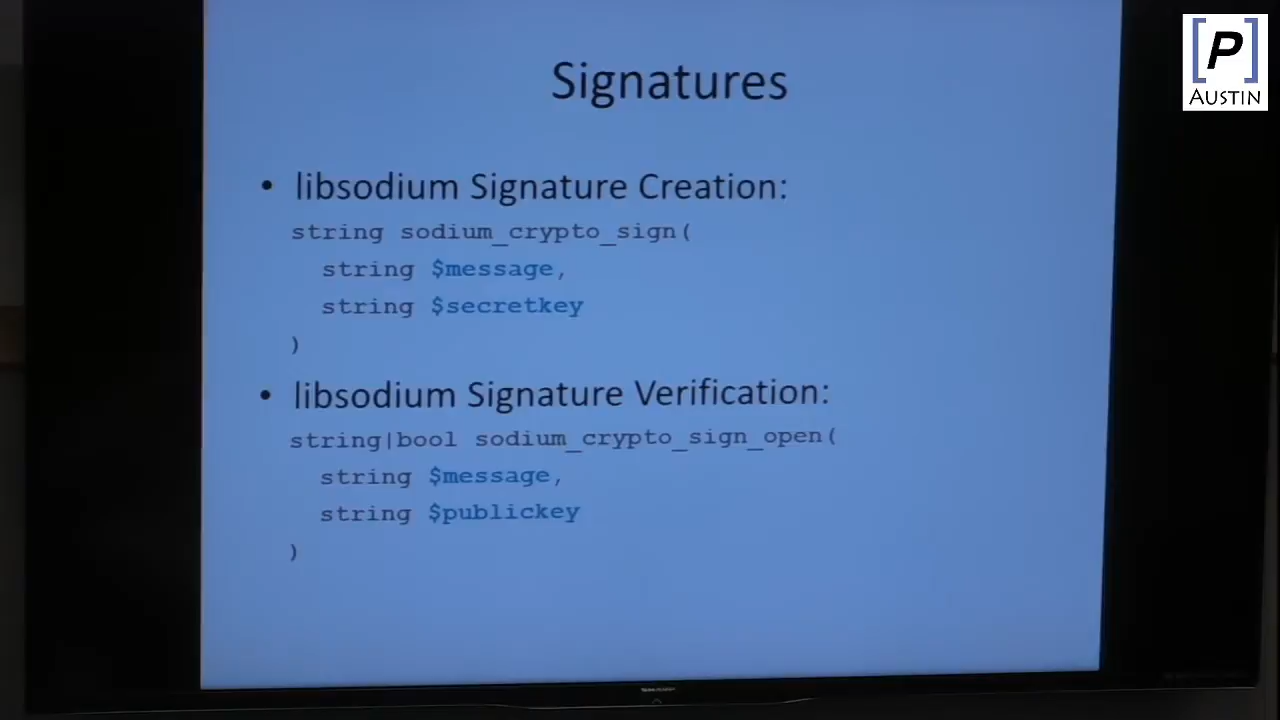 [P]
AUSTIN
Signatures
• libsodium Signature Creation:
string sodium_crypto_sign(
string $message,
string $secretkey
)
• libsodium Signature Verification:
string|bool sodium_crypto_sign_open(
string $message,
string $publickey
)